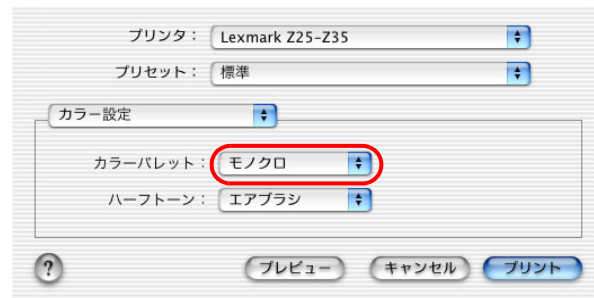 プリンタ： Lexmark Z25-Z35
プリセット： 標準
カラー設定
カラーパレット： モノクロ
ハーフトーン： エアブラシ
? プレビュー キャンセル プリント